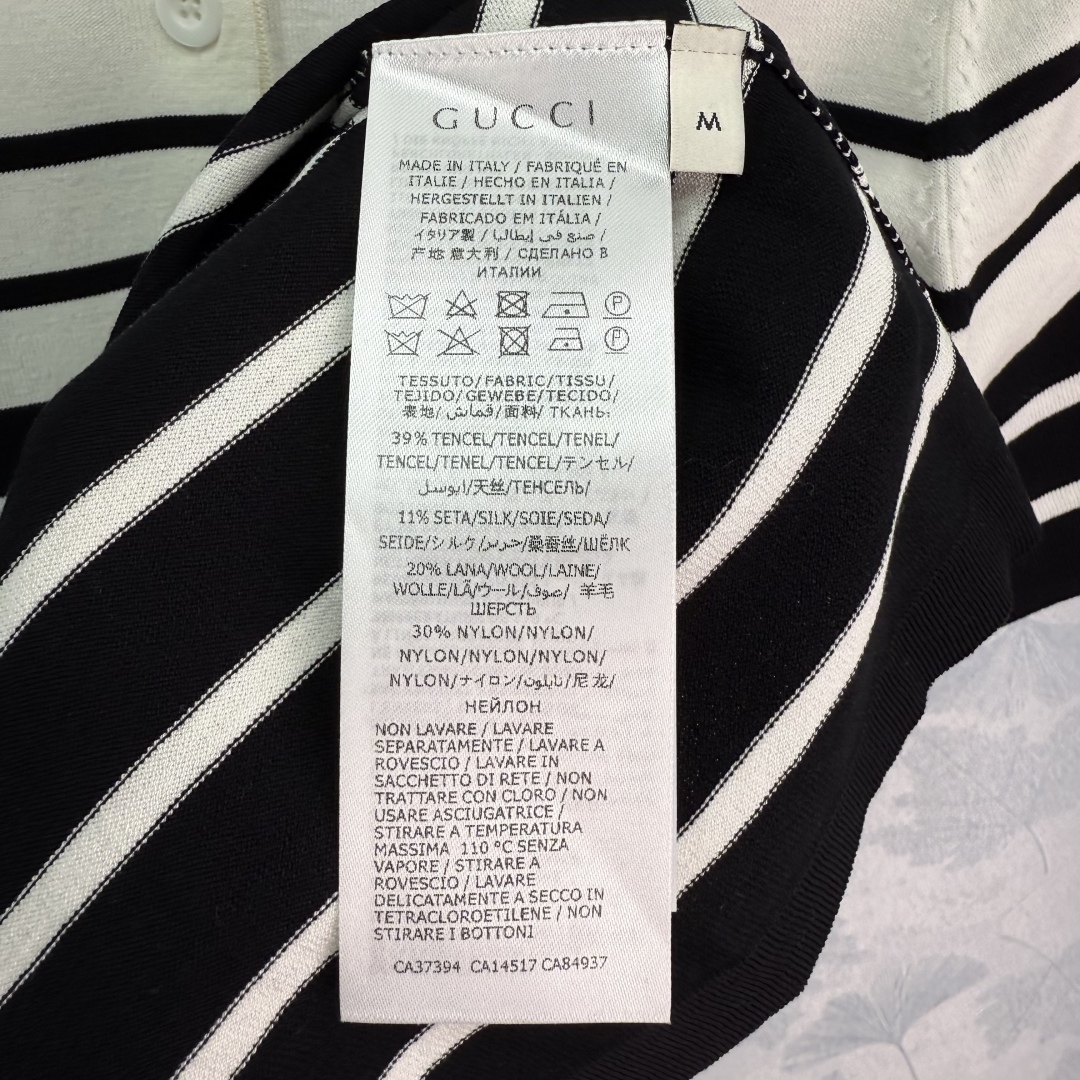 GUCCI
M
MADE IN ITALY / FABRIQUÉ EN
ITALIE / HECHO EN ITALIA /
HERGESTELLT IN ITALIEN /
FABRICADO EM ITÁLIA /
イタリア製 / صنع في إيطاليا /
产地 意大利 / СДЕЛАНО В
ИТАЛИИ
P
P
TESSUTO/FABRIC/TISSU/
TEJIDO/GEWEBE/TECIDO/
表地/قماش/面料/ ТКАНЬ:
39% TENCEL/TENCEL/TENEL/
TENCEL/TENEL/TENCEL/テンセル/
ليوسل/天丝/ТЕНСЕЛЬ/
11% SETA/SILK/SOIE/SEDA/
SEIDE/シルク/حرير/桑蚕丝/ШЁЛК
20% LANA/WOOL/LAINE/
WOLLE/LÃ/ウール/صوف/ 羊毛
ШЕРСТЬ
30% NYLON/NYLON/
NYLON/NYLON/NYLON/
NYLON/ナイロン/نايلون/尼龙/
НЕЙЛОН
NON LAVARE / LAVARE
SEPARATAMENTE / LAVARE A
ROVESCIO / LAVARE IN
SACCHETTO DI RETE / NON
TRATTARE CON CLORO / NON
USARE ASCIUGATRICE /
STIRARE A TEMPERATURA
MASSIMA 110 °C SENZA
VAPORE / STIRARE A
ROVESCIO / LAVARE
DELICATAMENTE A SECCO IN
TETRACLOROETILENE / NON
STIRARE I BOTTONI
CA37394 CA14517 CA84937